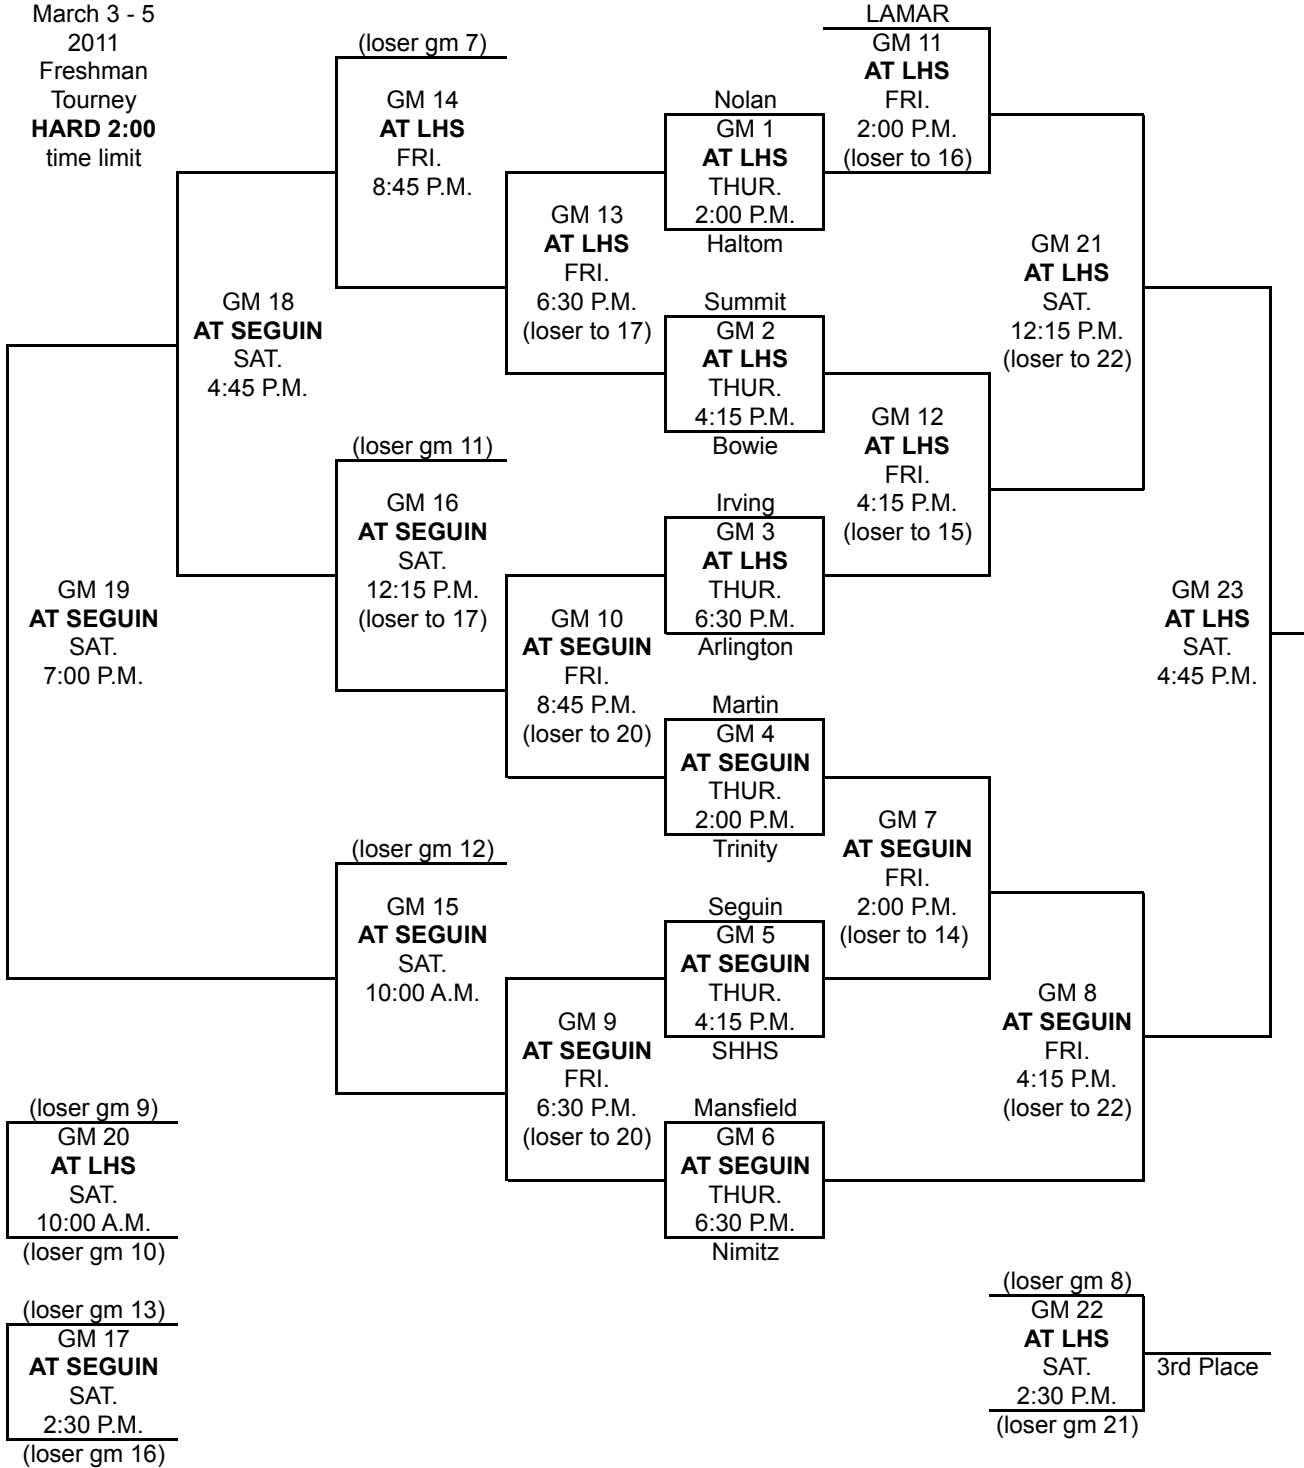 March 3 - 5
2011
Freshman
Tourney
HARD 2:00
time limit
(loser gm 7)
GM 14
AT LHS
FRI.
8:45 P.M.
GM 18
AT SEGUIN
SAT.
4:45 P.M.
(loser gm 11)
GM 16
AT SEGUIN
SAT.
12:15 P.M.
(loser to 17)
GM 19
AT SEGUIN
SAT.
7:00 P.M.
(loser gm 12)
GM 15
AT SEGUIN
SAT.
10:00 A.M.
(loser gm 9)
GM 20
AT LHS
SAT.
10:00 A.M.
(loser gm 10)
(loser gm 13)
GM 17
AT SEGUIN
SAT.
2:30 P.M.
(loser gm 16)
GM 13
AT LHS
FRI.
6:30 P.M.
(loser to 17)
GM 10
AT SEGUIN
FRI.
8:45 P.M.
(loser to 20)
GM 9
AT SEGUIN
FRI.
6:30 P.M.
(loser to 20)
Nolan
GM 1
AT LHS
THUR.
2:00 P.M.
Haltom
Summit
GM 2
AT LHS
THUR.
4:15 P.M.
Bowie
Irving
GM 3
AT LHS
THUR.
6:30 P.M.
Arlington
Martin
GM 4
AT SEGUIN
THUR.
2:00 P.M.
Trinity
Seguin
GM 5
AT SEGUIN
THUR.
4:15 P.M.
SHHS
Mansfield
GM 6
AT SEGUIN
THUR.
6:30 P.M.
Nimitz
LAMAR
GM 11
AT LHS
FRI.
2:00 P.M.
(loser to 16)
GM 12
AT LHS
FRI.
4:15 P.M.
(loser to 15)
GM 7
AT SEGUIN
FRI.
2:00 P.M.
(loser to 14)
GM 21
AT LHS
SAT.
12:15 P.M.
(loser to 22)
GM 8
AT SEGUIN
FRI.
4:15 P.M.
(loser to 22)
GM 23
AT LHS
SAT.
4:45 P.M.
(loser gm 8)
GM 22
AT LHS
SAT.
2:30 P.M.
(loser gm 21)
3rd Place